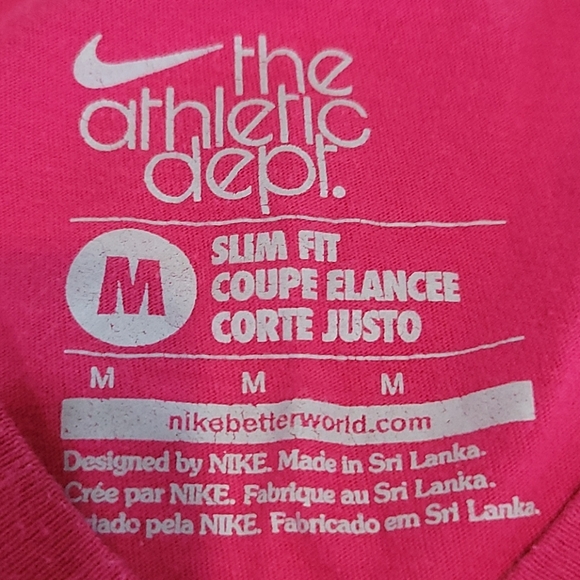 the
athletic
dept.
M
SLIM FIT
COUPE ELANCEE
CORTE JUSTO
M M M
nikebetterworld.com
Designed by NIKE. Made in Sri Lanka.
Crée par NIKE. Fabrique au Sri Lanka.
pela NIKE. Fabricado em Sri Lanka.